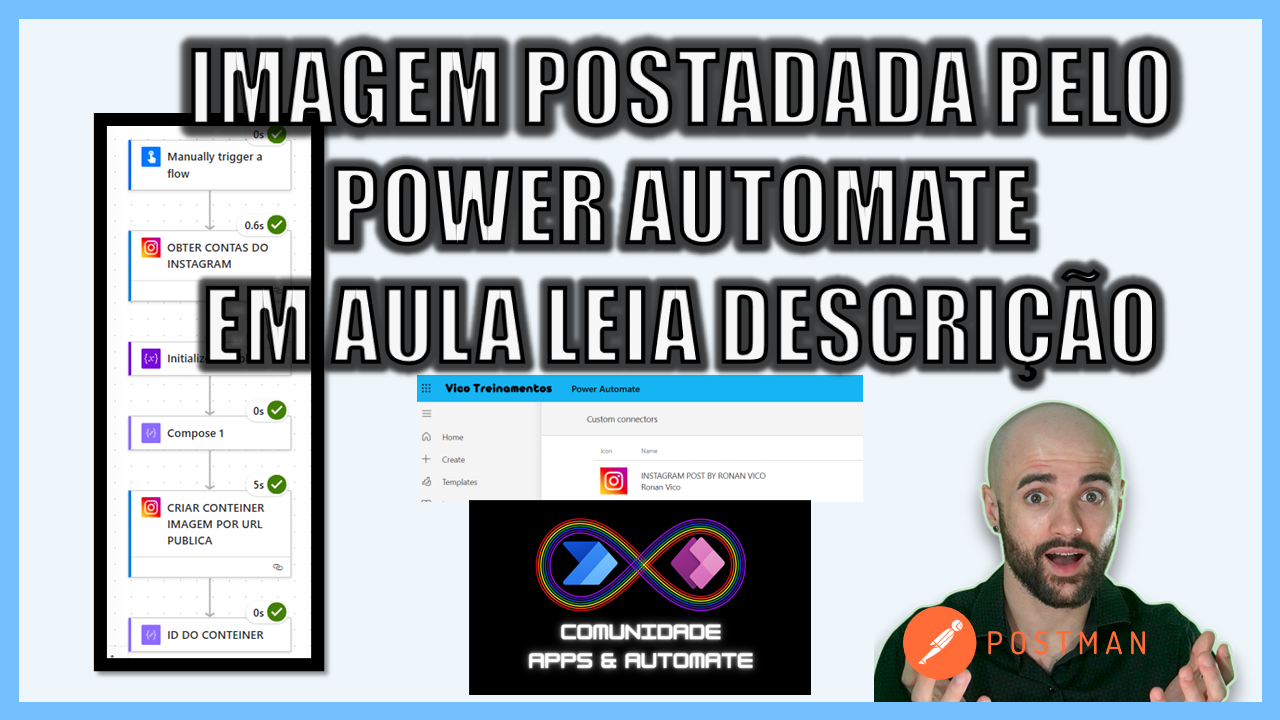 IMAGEM POSTADADA PELO
POWER AUTOMATE
EM AULA LEIA DESCRIÇÃO
0s
Manually trigger a
flow
0.6s
OBTER CONTAS DO
INSTAGRAM
0s
Compose 1
5s
CRIAR CONTEINER
IMAGEM POR URL
PUBLICA
0s
ID DO CONTEINER
Vico Treinamentos Power Automate
Custom connectors
Home
Create
Templates
Icon Name
INSTAGRAM POST BY RONAN VICO
Ronan Vico
COMUNIDADE
APPS & AUTOMATE
POSTMAN